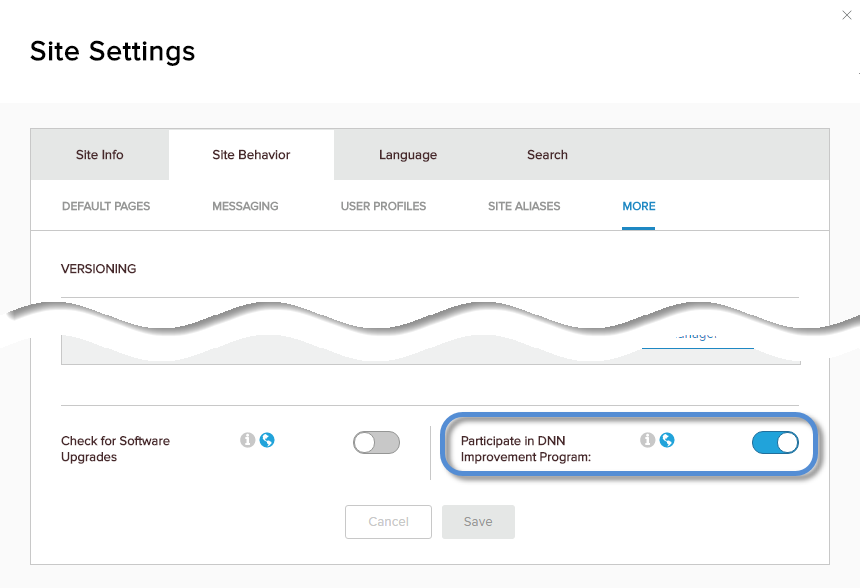 Site Settings
Site Info Site Behavior Language Search
DEFAULT PAGES MESSAGING USER PROFILES SITE ALIASES MORE
VERSIONING
Check for Software
Upgrades
Participate in DNN
Improvement Program:
Cancel Save